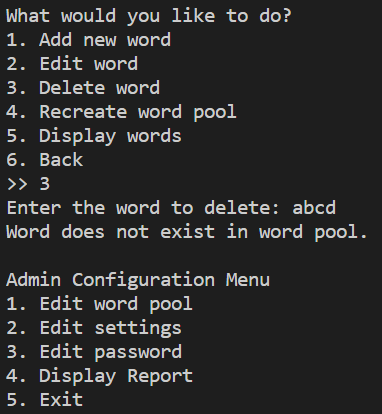 What would you like to do?
1. Add new word
2. Edit word
3. Delete word
4. Recreate word pool
5. Display words
6. Back
>> 3
Enter the word to delete: abcd
Word does not exist in word pool.

Admin Configuration Menu
1. Edit word pool
2. Edit settings
3. Edit password
4. Display Report
5. Exit